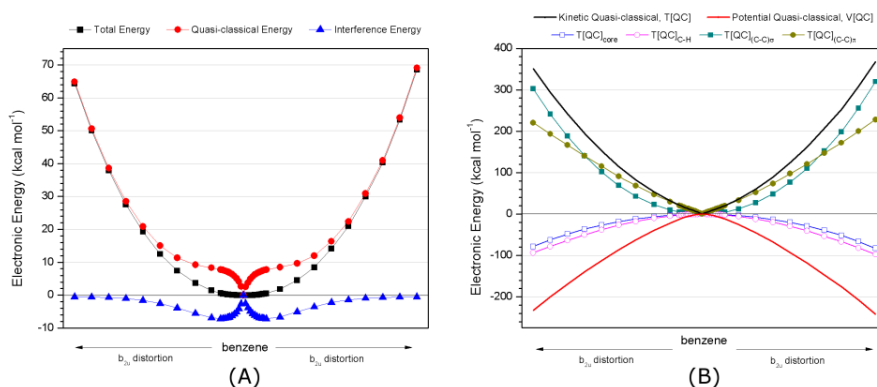 Total Energy Quasi-classical Energy Interference Energy
Electronic Energy (kcal mol⁻¹)
70
60
50
40
30
20
10
0
-10
benzene
b₂ᵤ distortion b₂ᵤ distortion
(A)
Kinetic Quasi-classical, T[QC] Potential Quasi-classical, V[QC]
T[QC]core T[QC]C-H T[QC](C-C)σ T[QC](C-C)π
Electronic Energy (kcal mol⁻¹)
400
300
200
100
0
-100
-200
benzene
b₂ᵤ distortion b₂ᵤ distortion
(B)